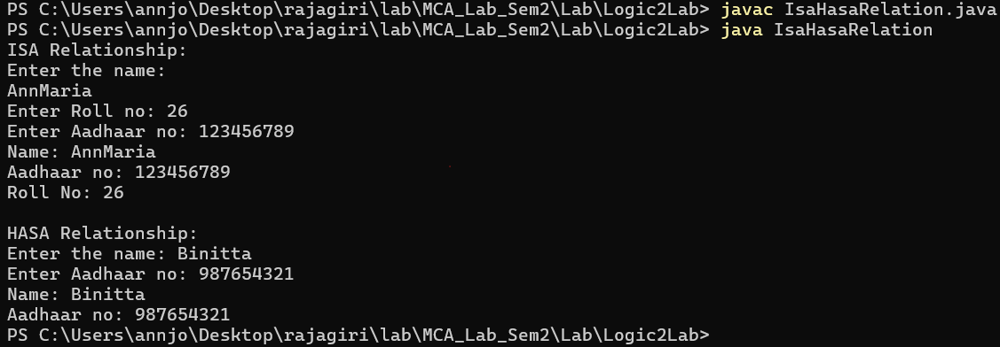 PS C:\Users\annjo\Desktop\rajagiri\lab\MCA_Lab_Sem2\Lab\Logic2Lab> javac IsaHasaRelation.java
PS C:\Users\annjo\Desktop\rajagiri\lab\MCA_Lab_Sem2\Lab\Logic2Lab> java IsaHasaRelation
ISA Relationship:
Enter the name:
AnnMaria
Enter Roll no: 26
Enter Aadhaar no: 123456789
Name: AnnMaria
Aadhaar no: 123456789
Roll No: 26
HASA Relationship:
Enter the name: Binitta
Enter Aadhaar no: 987654321
Name: Binitta
Aadhaar no: 987654321
PS C:\Users\annjo\Desktop\rajagiri\lab\MCA_Lab_Sem2\Lab\Logic2Lab>